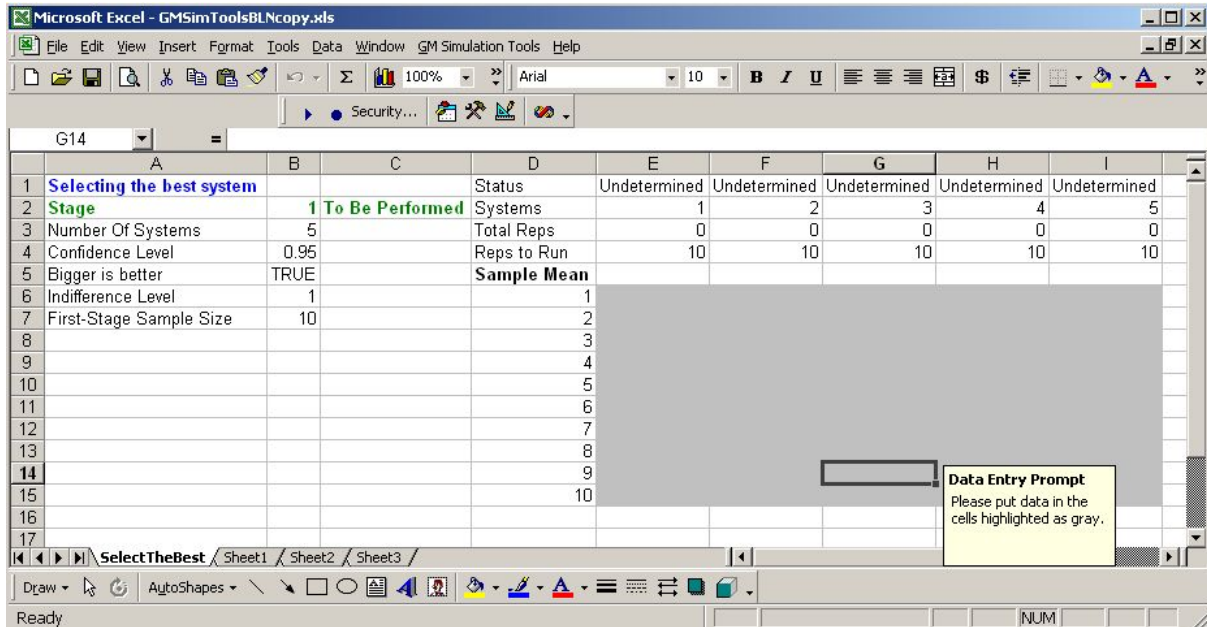 Microsoft Excel - GMSimToolsBLNcopy.xls
File Edit View Insert Format Tools Data Window GM Simulation Tools Help
100% Arial 10 B I U $ A
Security...
G14 =
A B C D E F G H I
1 Selecting the best system Status Undetermined Undetermined Undetermined Undetermined Undetermined
2 Stage 1 To Be Performed Systems 1 2 3 4 5
3 Number Of Systems 5 Total Reps 0 0 0 0 0
4 Confidence Level 0.95 Reps to Run 10 10 10 10 10
5 Bigger is better TRUE Sample Mean
6 Indifference Level 1 1
7 First-Stage Sample Size 10 2
8 3
9 4
10 5
11 6
12 7
13 8
14 9
15 10
16
17
Data Entry Prompt
Please put data in the
cells highlighted as gray.
SelectTheBest Sheet1 Sheet2 Sheet3
Draw AutoShapes A A
Ready NUM